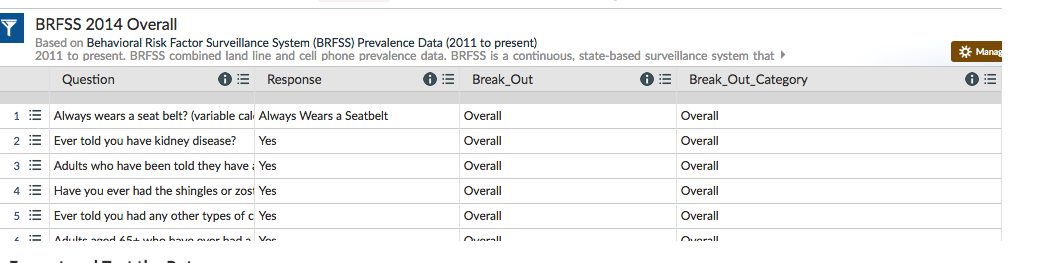 BRFSS 2014 Overall
Based on Behavioral Risk Factor Surveillance System (BRFSS) Prevalence Data (2011 to present)
2011 to present. BRFSS combined land line and cell phone prevalence data. BRFSS is a continuous, state-based surveillance system that
Manag
Question Response Break_Out Break_Out_Category
1 Always wears a seat belt? (variable cal Always Wears a Seatbelt Overall Overall
2 Ever told you have kidney disease? Yes Overall Overall
3 Adults who have been told they have Yes Overall Overall
4 Have you ever had the shingles or zos Yes Overall Overall
5 Ever told you had any other types of c Yes Overall Overall
6 Adults aged 65+ who have ever had a Yes Overall Overall